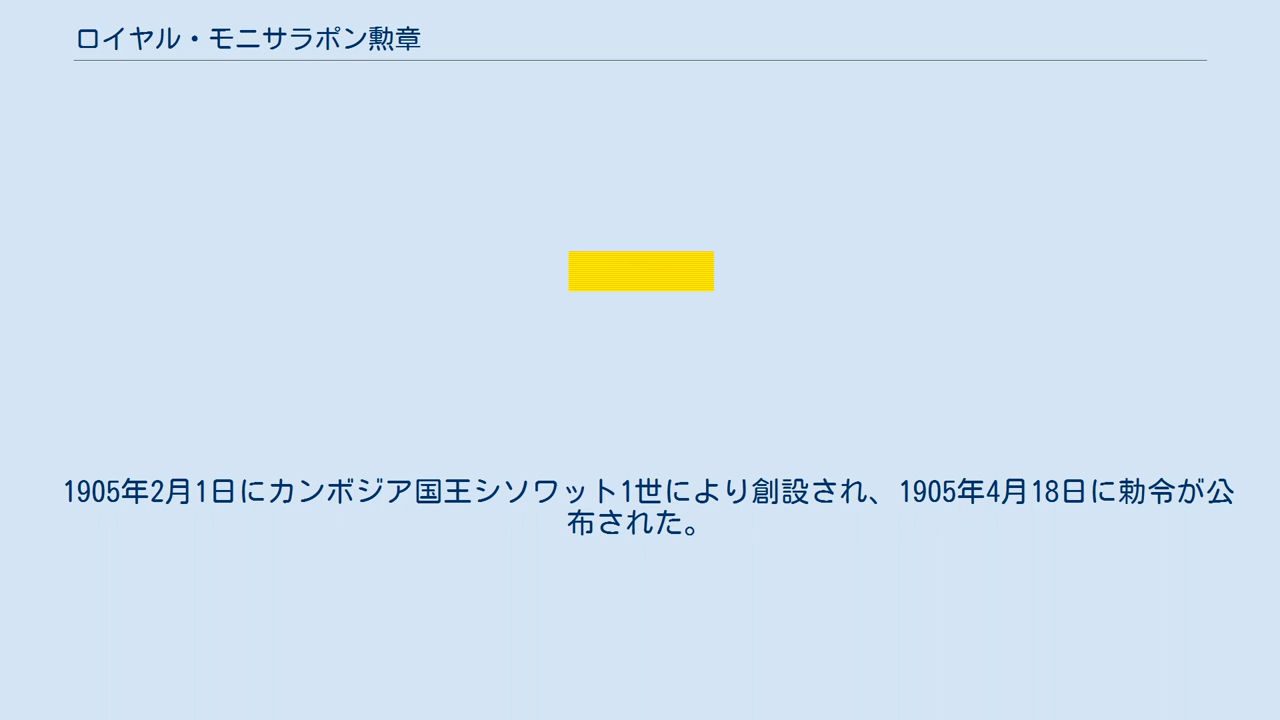 ロイヤル・モニサラポン勲章
1905年2月1日にカンボジア国王シソワット1世により創設され、1905年4月18日に勅令が公
布された。